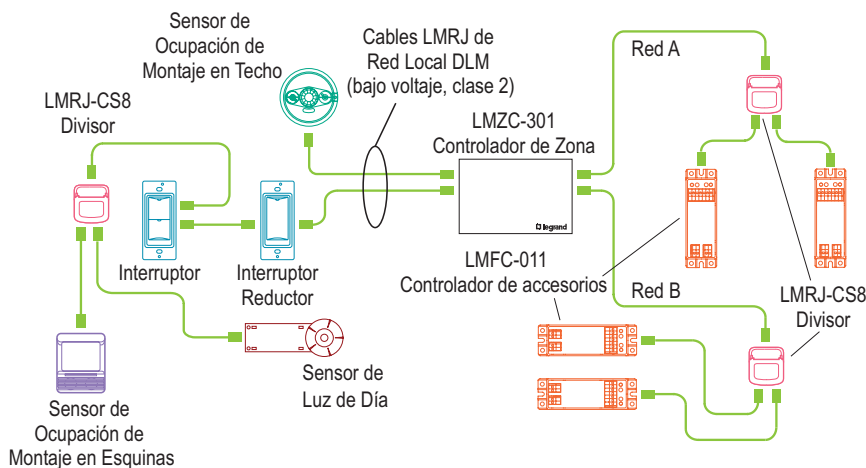 Sensor de
Ocupación de
Montaje en Techo
Cables LMRJ de
Red Local DLM
(bajo voltaje, clase 2)
Red A
LMRJ-CS8
Divisor
LMZC-301
Controlador de Zona
legrand
Interruptor
Interruptor
Reductor
LMFC-011
Controlador de accesorios
Red B
LMRJ-CS8
Divisor
Sensor de
Luz de Día
Sensor de
Ocupación de
Montaje en Esquinas